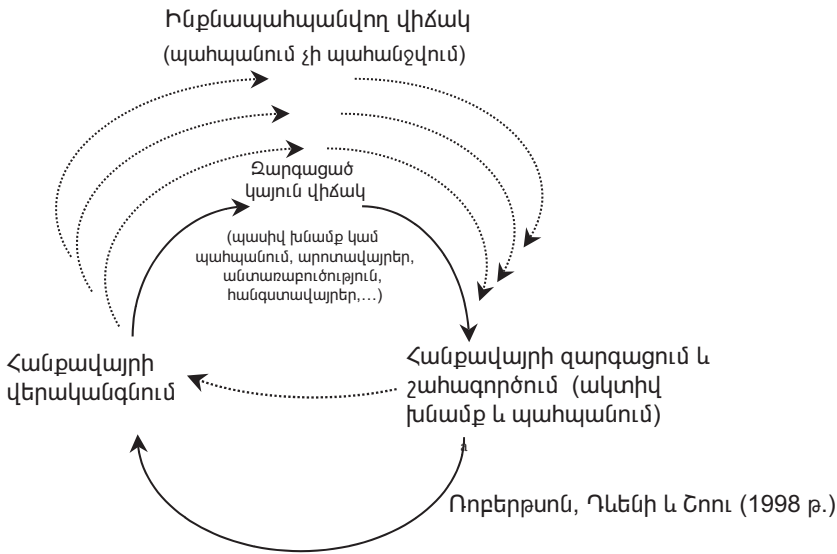 Ինքնապահպանվող վիճակ
(պահպանում չի պահանջվում)
Զարգացած
կայուն վիճակ
(պասիվ խնամք կամ
պահպանում, արոտավայրեր,
անտառաբուծություն,
հանգստավայրեր,…)
Հանքավայրի
վերականգնում
Հանքավայրի զարգացում և
շահագործում (ակտիվ
խնամք և պահպանում)
a
Ռոբերթսոն, Դևենի և Շոու (1998 թ.)